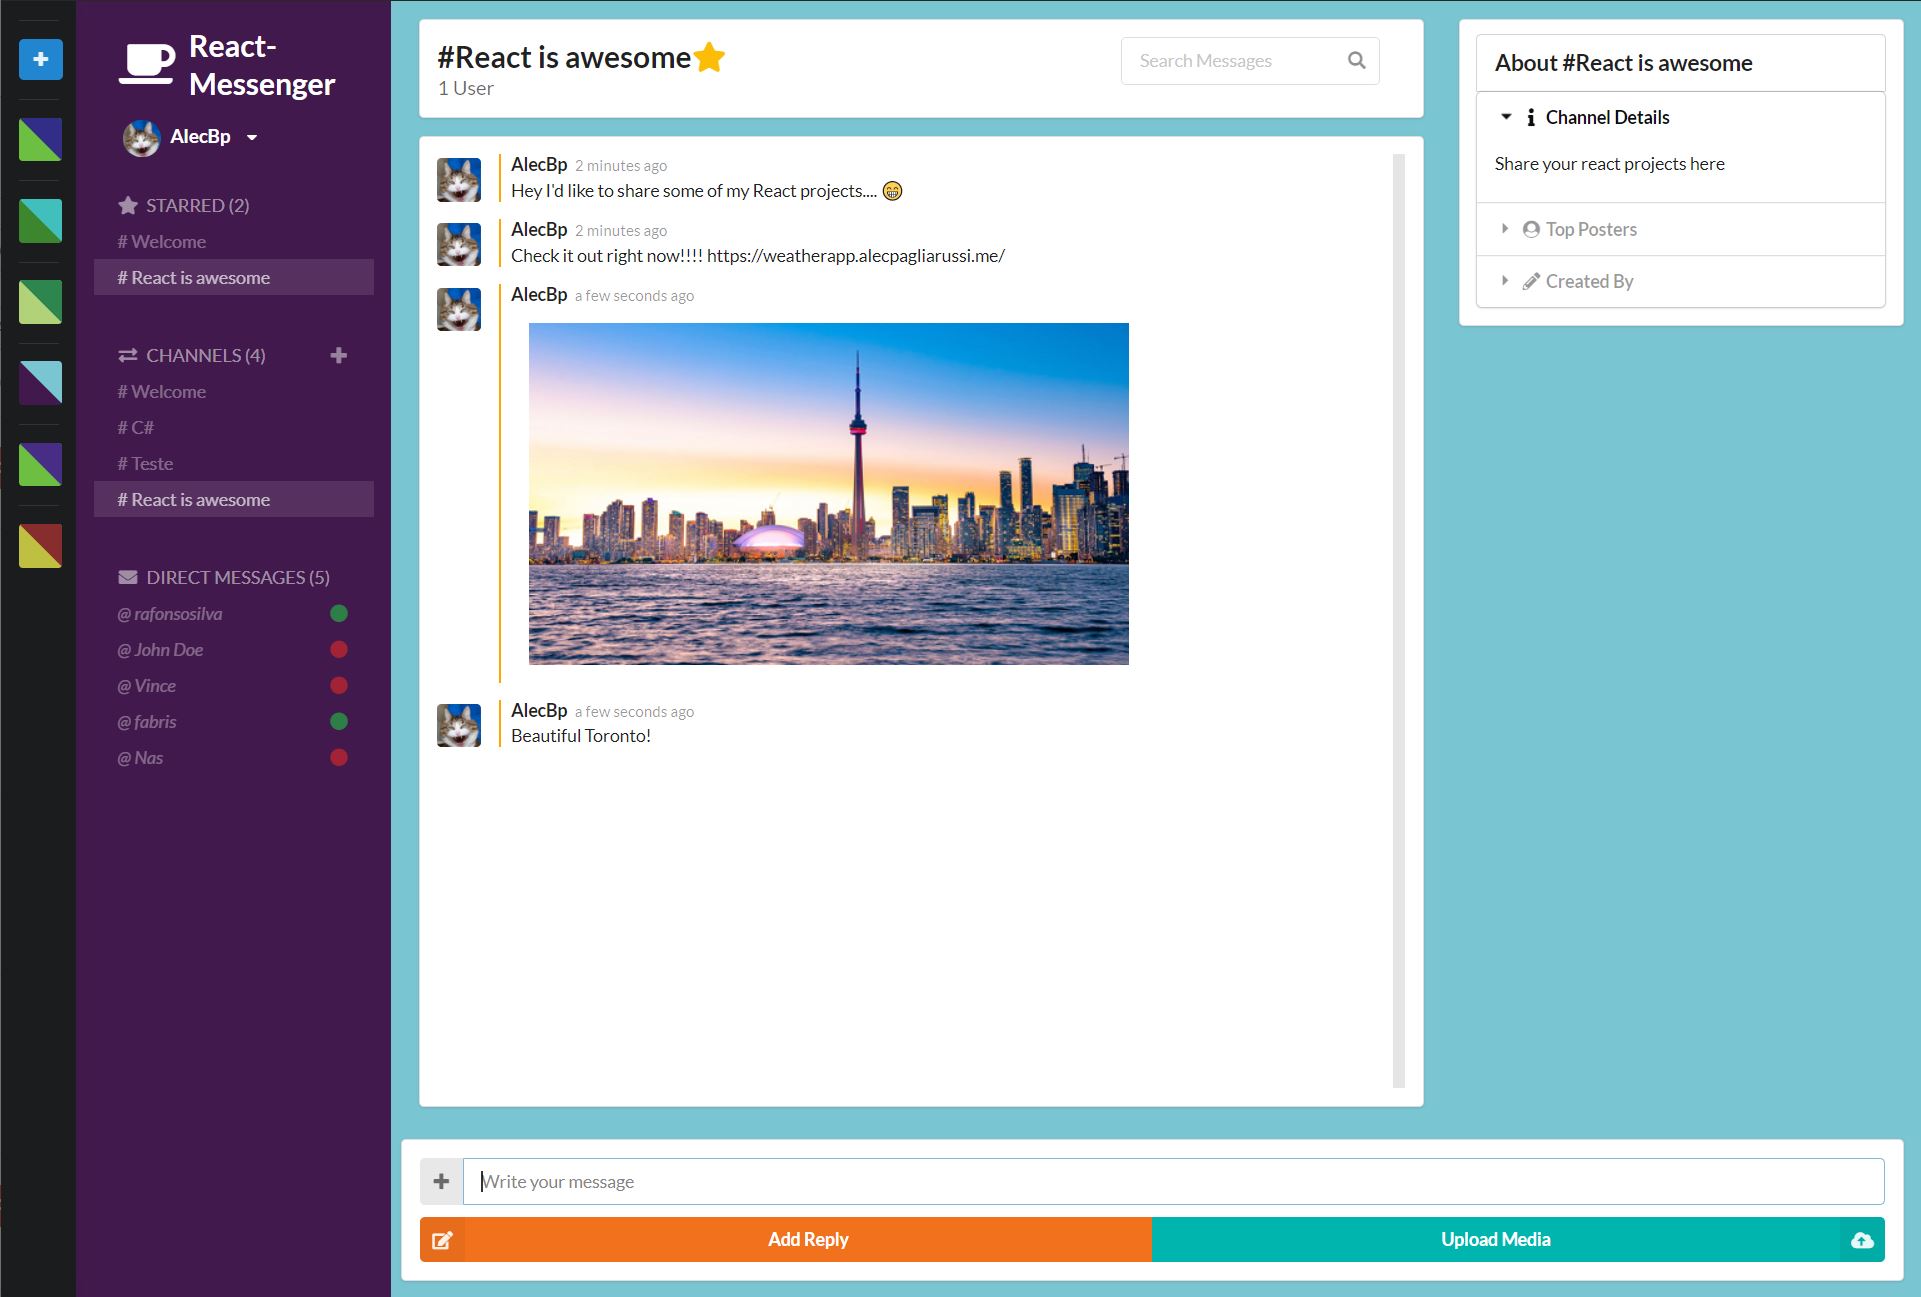 React-
Messenger
AlecBp
STARRED (2)
# Welcome
# React is awesome
CHANNELS (4)
# Welcome
# C#
# Teste
# React is awesome
DIRECT MESSAGES (5)
@ rafonsosilva
@ John Doe
@ Vince
@ fabris
@ Nas
#React is awesome
1 User
Search Messages
AlecBp 2 minutes ago
Hey I'd like to share some of my React projects.... 😁
AlecBp 2 minutes ago
Check it out right now!!!! https://weatherapp.alecpagliarussi.me/
AlecBp a few seconds ago
AlecBp a few seconds ago
Beautiful Toronto!
Write your message
Add Reply
Upload Media
About #React is awesome
Channel Details
Share your react projects here
Top Posters
Created By